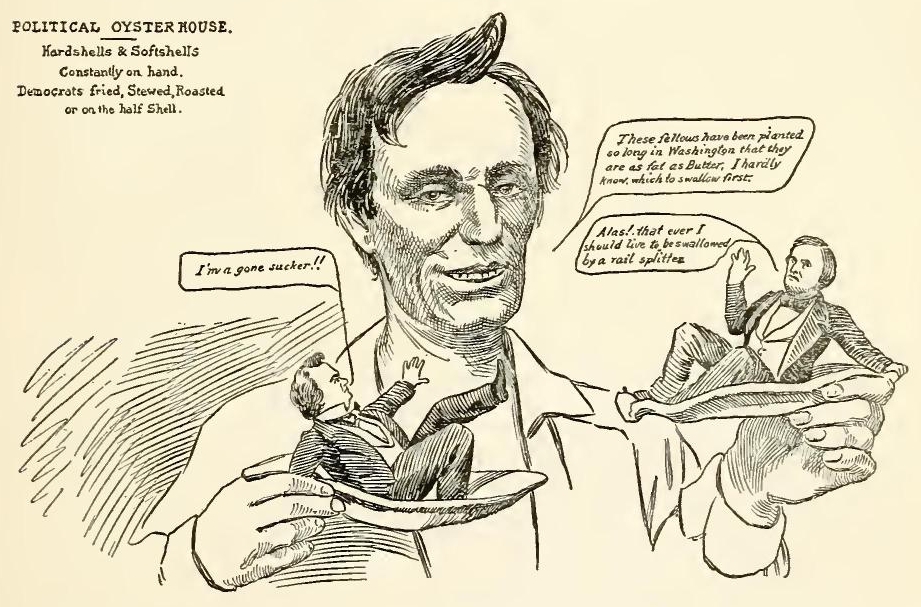 POLITICAL OYSTER HOUSE.
Hardshells & Softshells
Constantly on hand.
Democrats fried, Stewed, Roasted
or on the half Shell.
These fellows have been planted
so long in Washington that they
are as fat as Butter, I hardly
know, which to swallow first.
Alas!. that ever I
should live to be swallowed
by a rail splitter
I'm a gone sucker!!